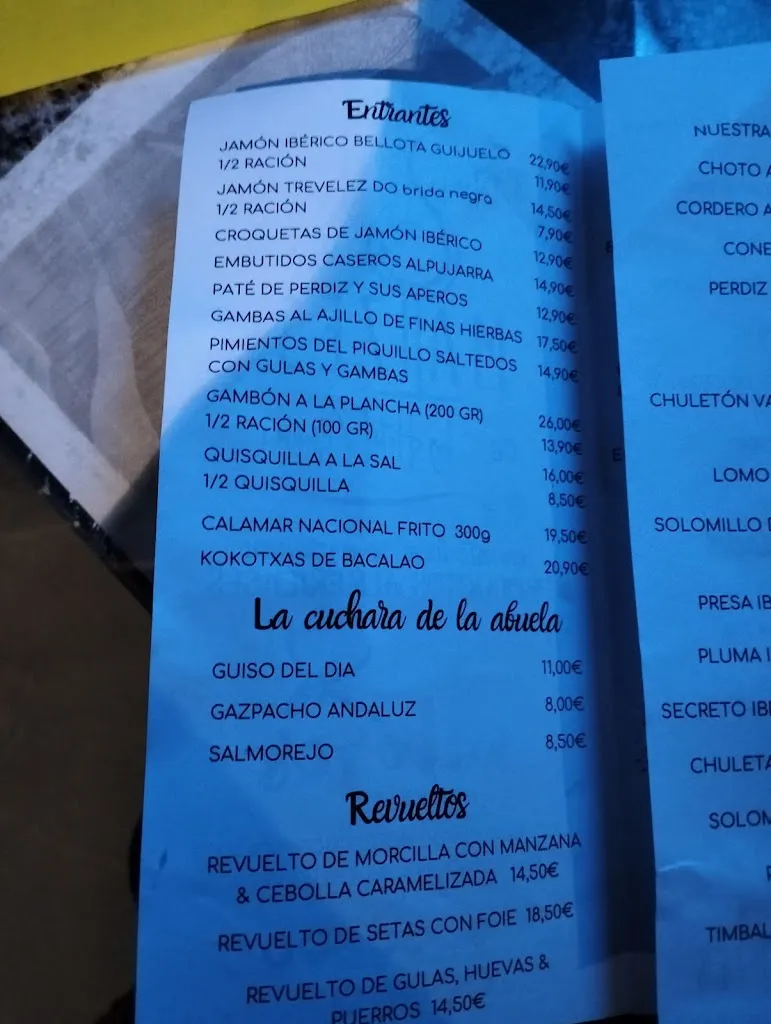 Entrantes
JAMÓN IBÉRICO BELLOTA GUIJUELO 22,90€
1/2 RACIÓN 11,90€
JAMÓN TREVELEZ DO brida negra 14,50€
1/2 RACIÓN 7,90€
CROQUETAS DE JAMÓN IBÉRICO 12,90€
EMBUTIDOS CASEROS ALPUJARRA 14,90€
PATÉ DE PERDIZ Y SUS APEROS 12,90€
GAMBAS AL AJILLO DE FINAS HIERBAS 17,50€
PIMIENTOS DEL PIQUILLO SALTEDOS 14,90€
CON GULAS Y GAMBAS
GAMBÓN A LA PLANCHA (200 GR) 26,00€
1/2 RACIÓN (100 GR) 13,90€
QUISQUILLA A LA SAL 16,00€
1/2 QUISQUILLA 8,50€
CALAMAR NACIONAL FRITO 300g 19,50€
KOKOTXAS DE BACALAO 20,90€
La cuchara de la abuela
GUISO DEL DIA 11,00€
GAZPACHO ANDALUZ 8,00€
SALMOREJO 8,50€
Revueltos
REVUELTO DE MORCILLA CON MANZANA
& CEBOLLA CARAMELIZADA 14,50€
REVUELTO DE SETAS CON FOIE 18,50€
REVUELTO DE GULAS, HUEVAS &
PUERROS 14,50€
NUESTRA
CHOTO A
CORDERO A
CONE
PERDIZ
CHULETÓN VA
LOMO
SOLOMILLO D
PRESA IB
PLUMA I
SECRETO IBI
CHULETA
SOLOM
TIMBAL